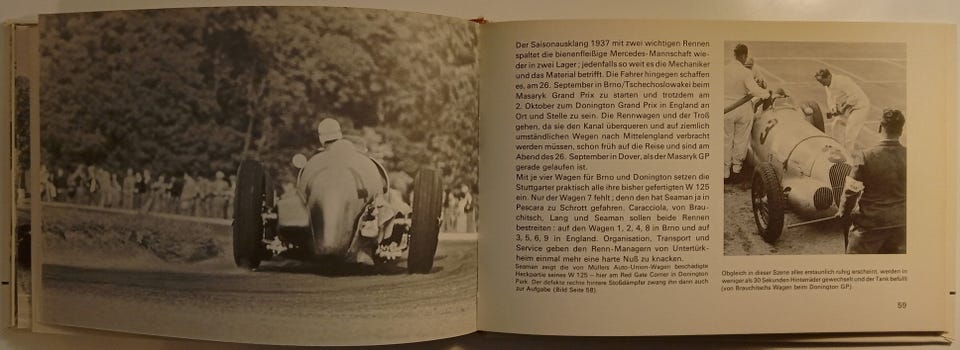 Der Saisonausklang 1937 mit zwei wichtigen Rennen
spaltet die bienenfleißige Mercedes-Mannschaft wie-
der in zwei Lager; jedenfalls so weit es die Mechaniker
und das Material betrifft. Die Fahrer hingegen schaffen
es, am 26. September in Brno/Tschechoslowakei beim
Masaryk Grand Prix zu starten und trotzdem am
2. Oktober zum Donington Grand Prix in England an
Ort und Stelle zu sein. Die Rennwagen und der Troß
gehen, da sie den Kanal überqueren und auf ziemlich
umständlichen Wegen nach Mittelengland verbracht
werden müssen, schon früh auf die Reise und sind am
Abend des 26. September in Dover, als der Masaryk GP
gerade gelaufen ist.
Mit je vier Wagen für Brno und Donington setzen die
Stuttgarter praktisch alle ihre bisher gefertigten W 125
ein. Nur der Wagen 7 fehlt; denn den hat Seaman ja in
Pescara zu Schrott gefahren. Caracciola, von Brau-
chitsch, Lang und Seaman sollen beide Rennen
bestreiten: auf den Wagen 1, 2, 4, 8 in Brno und auf
3, 5, 6, 9 in England. Organisation, Transport und
Service geben den Renn-Managern von Untertürk-
heim einmal mehr eine harte Nuß zu knacken.
Seaman zeigt die von Müllers Auto-Union-Wagen beschädigte
Heckpartie seines W 125 – hier am Red Gate Corner in Donington
Park. Der defekte rechte hintere Stoßdämpfer zwang ihn dann auch
zur Aufgabe (Bild Seite 58).
Obgleich in dieser Szene alles erstaunlich ruhig erscheint, werden in
weniger als 30 Sekunden Hinterräder gewechselt und der Tank befüllt
(von Brauchitschs Wagen beim Donington GP).
59